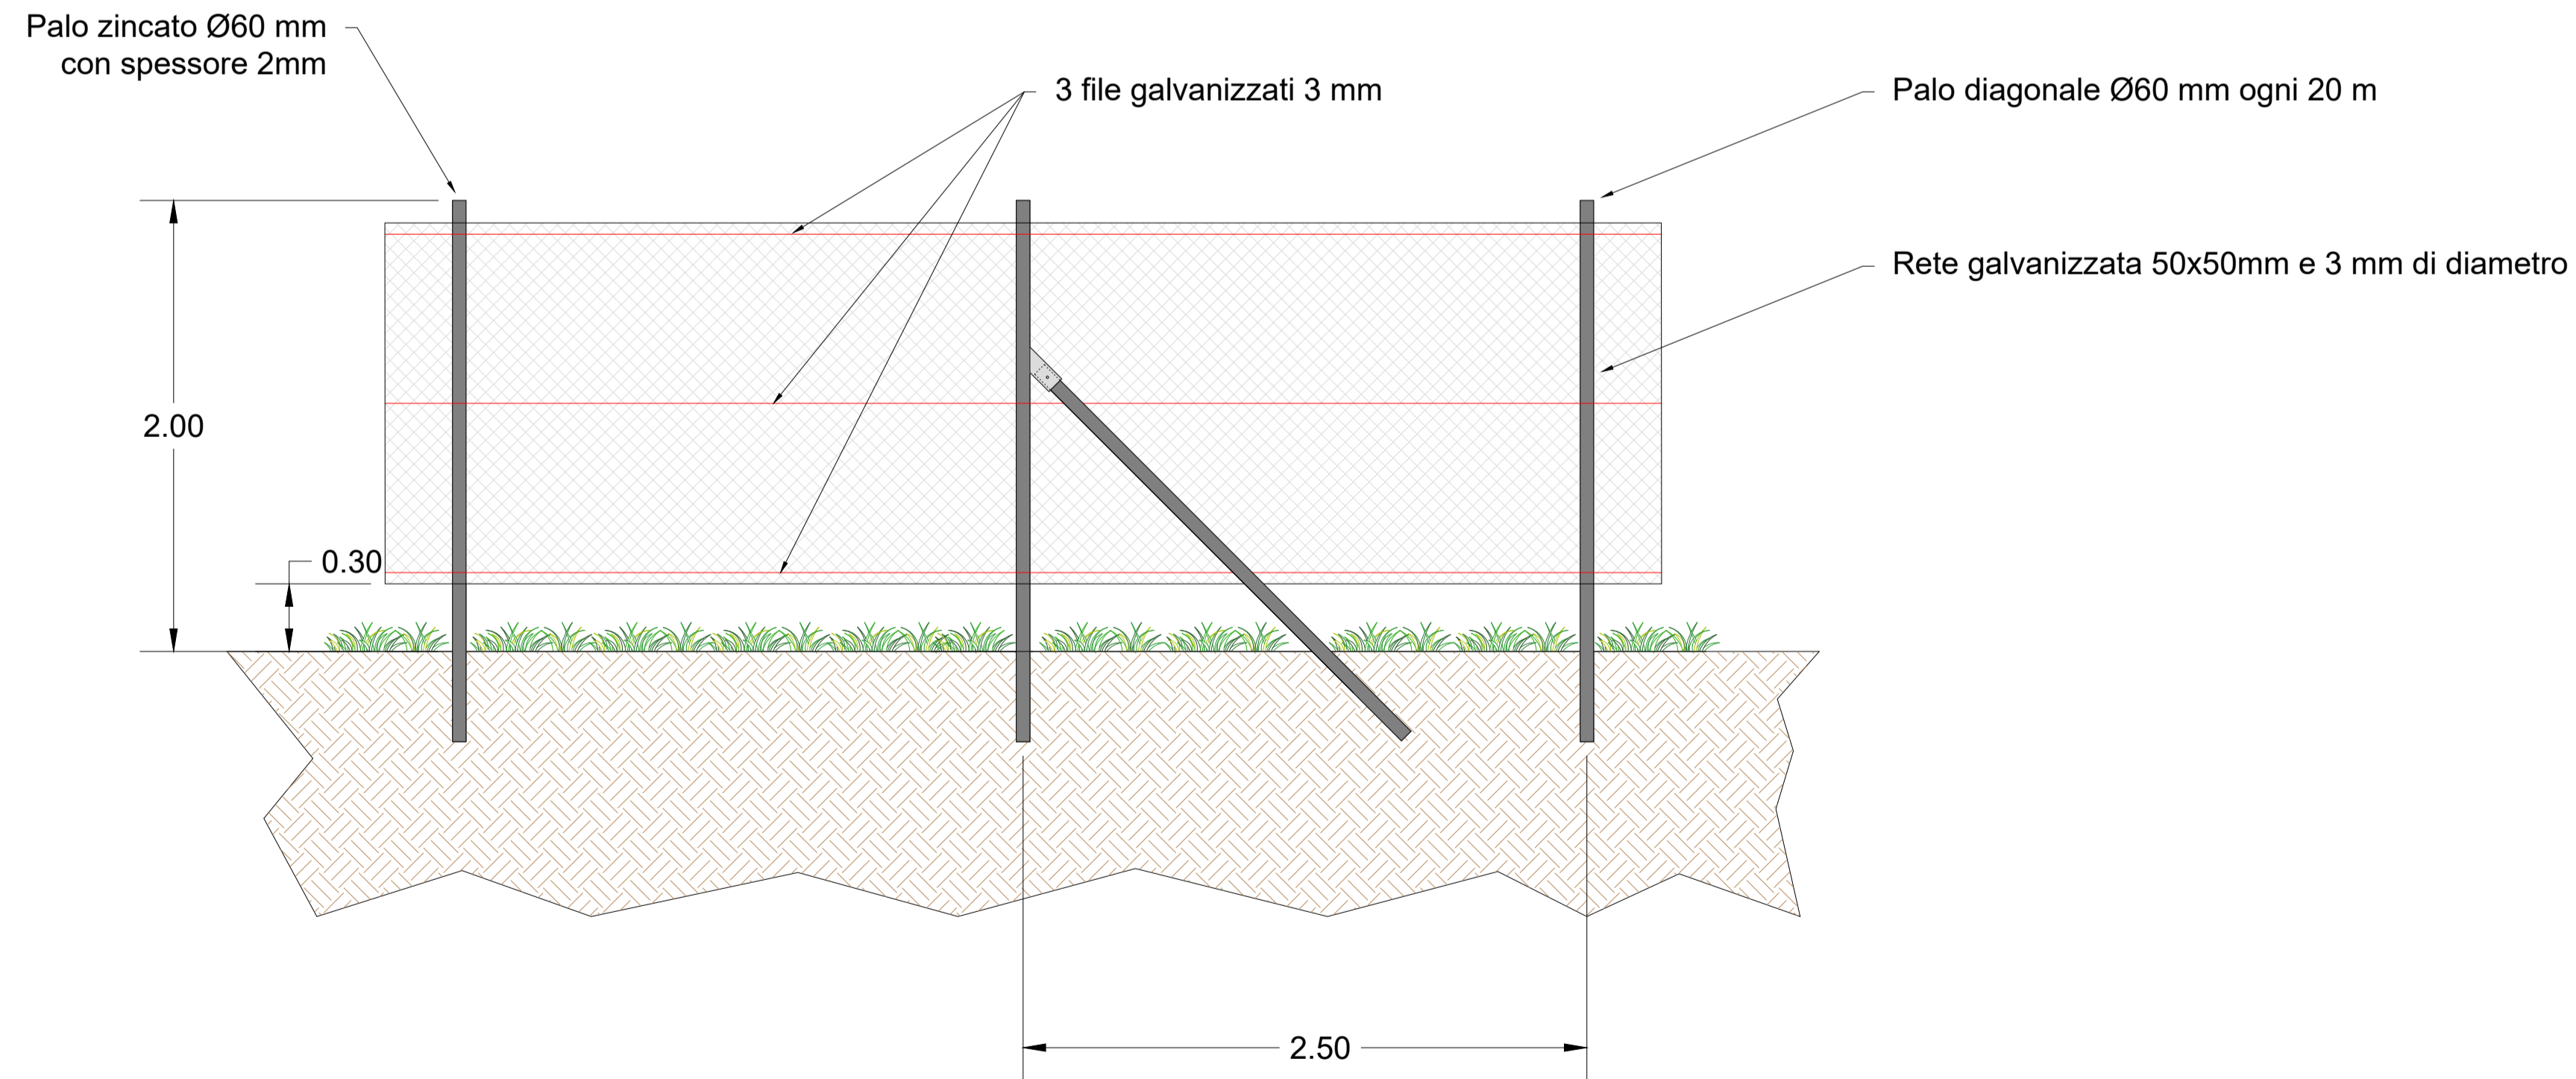 Palo zincato Ø60 mm
con spessore 2mm
3 file galvanizzati 3 mm
Palo diagonale Ø60 mm ogni 20 m
Rete galvanizzata 50x50mm e 3 mm di diametro
2.00
0.30
2.50